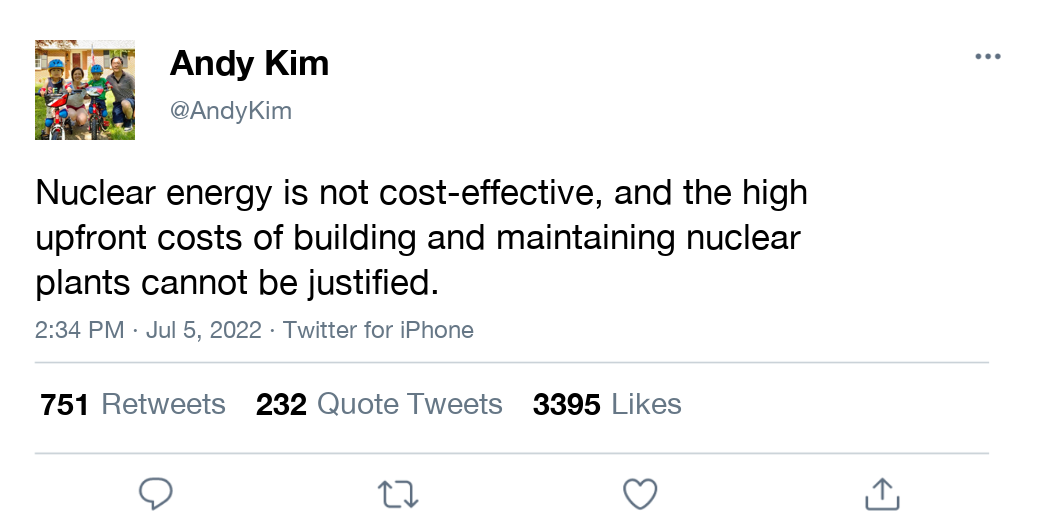 Andy Kim
@AndyKim
Nuclear energy is not cost-effective, and the high
upfront costs of building and maintaining nuclear
plants cannot be justified.
2:34 PM · Jul 5, 2022 · Twitter for iPhone
751 Retweets 232 Quote Tweets 3395 Likes